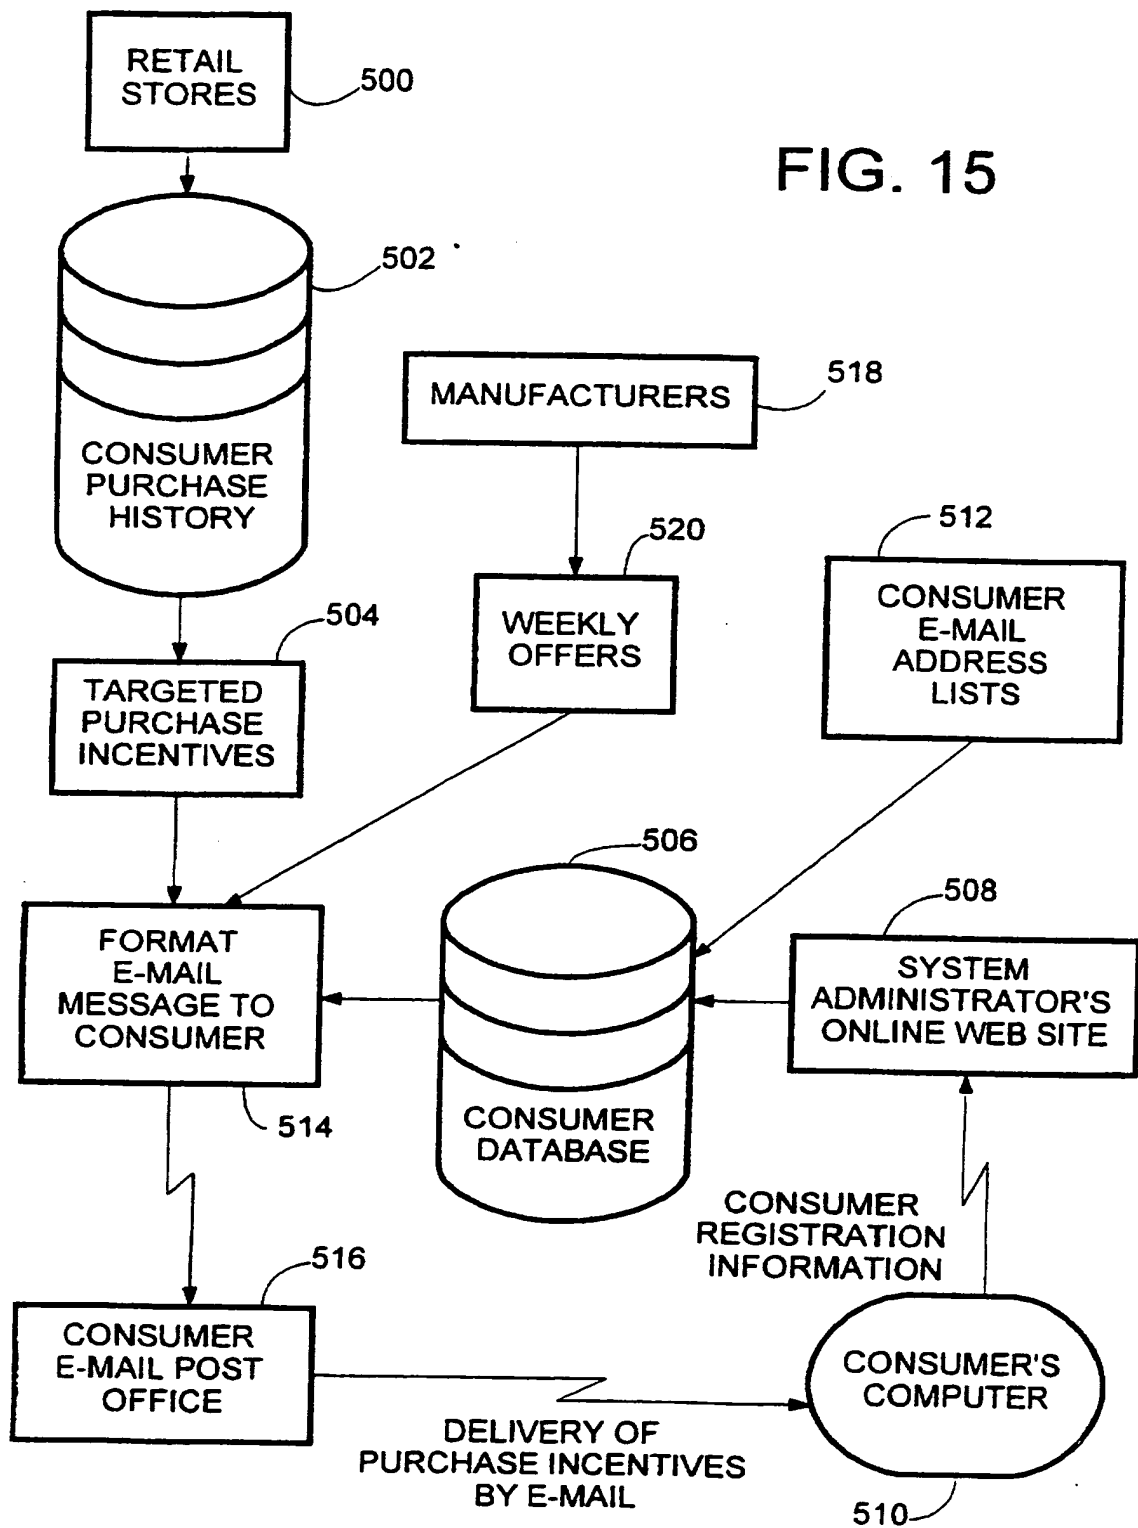 RETAIL
STORES
500
FIG. 15
502
CONSUMER
PURCHASE
HISTORY
MANUFACTURERS
518
520
WEEKLY
OFFERS
512
CONSUMER
E-MAIL
ADDRESS
LISTS
504
TARGETED
PURCHASE
INCENTIVES
506
CONSUMER
DATABASE
508
SYSTEM
ADMINISTRATOR'S
ONLINE WEB SITE
FORMAT
E-MAIL
MESSAGE TO
CONSUMER
514
CONSUMER
REGISTRATION
INFORMATION
516
CONSUMER
E-MAIL POST
OFFICE
DELIVERY OF
PURCHASE INCENTIVES
BY E-MAIL
CONSUMER'S
COMPUTER
510